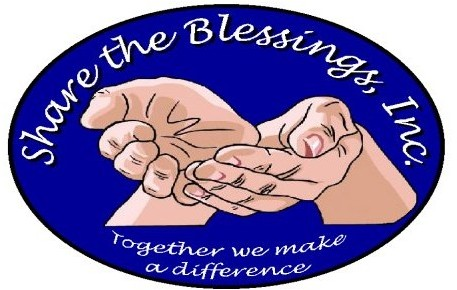 Share the Blessings, Inc.
Together we make
a difference